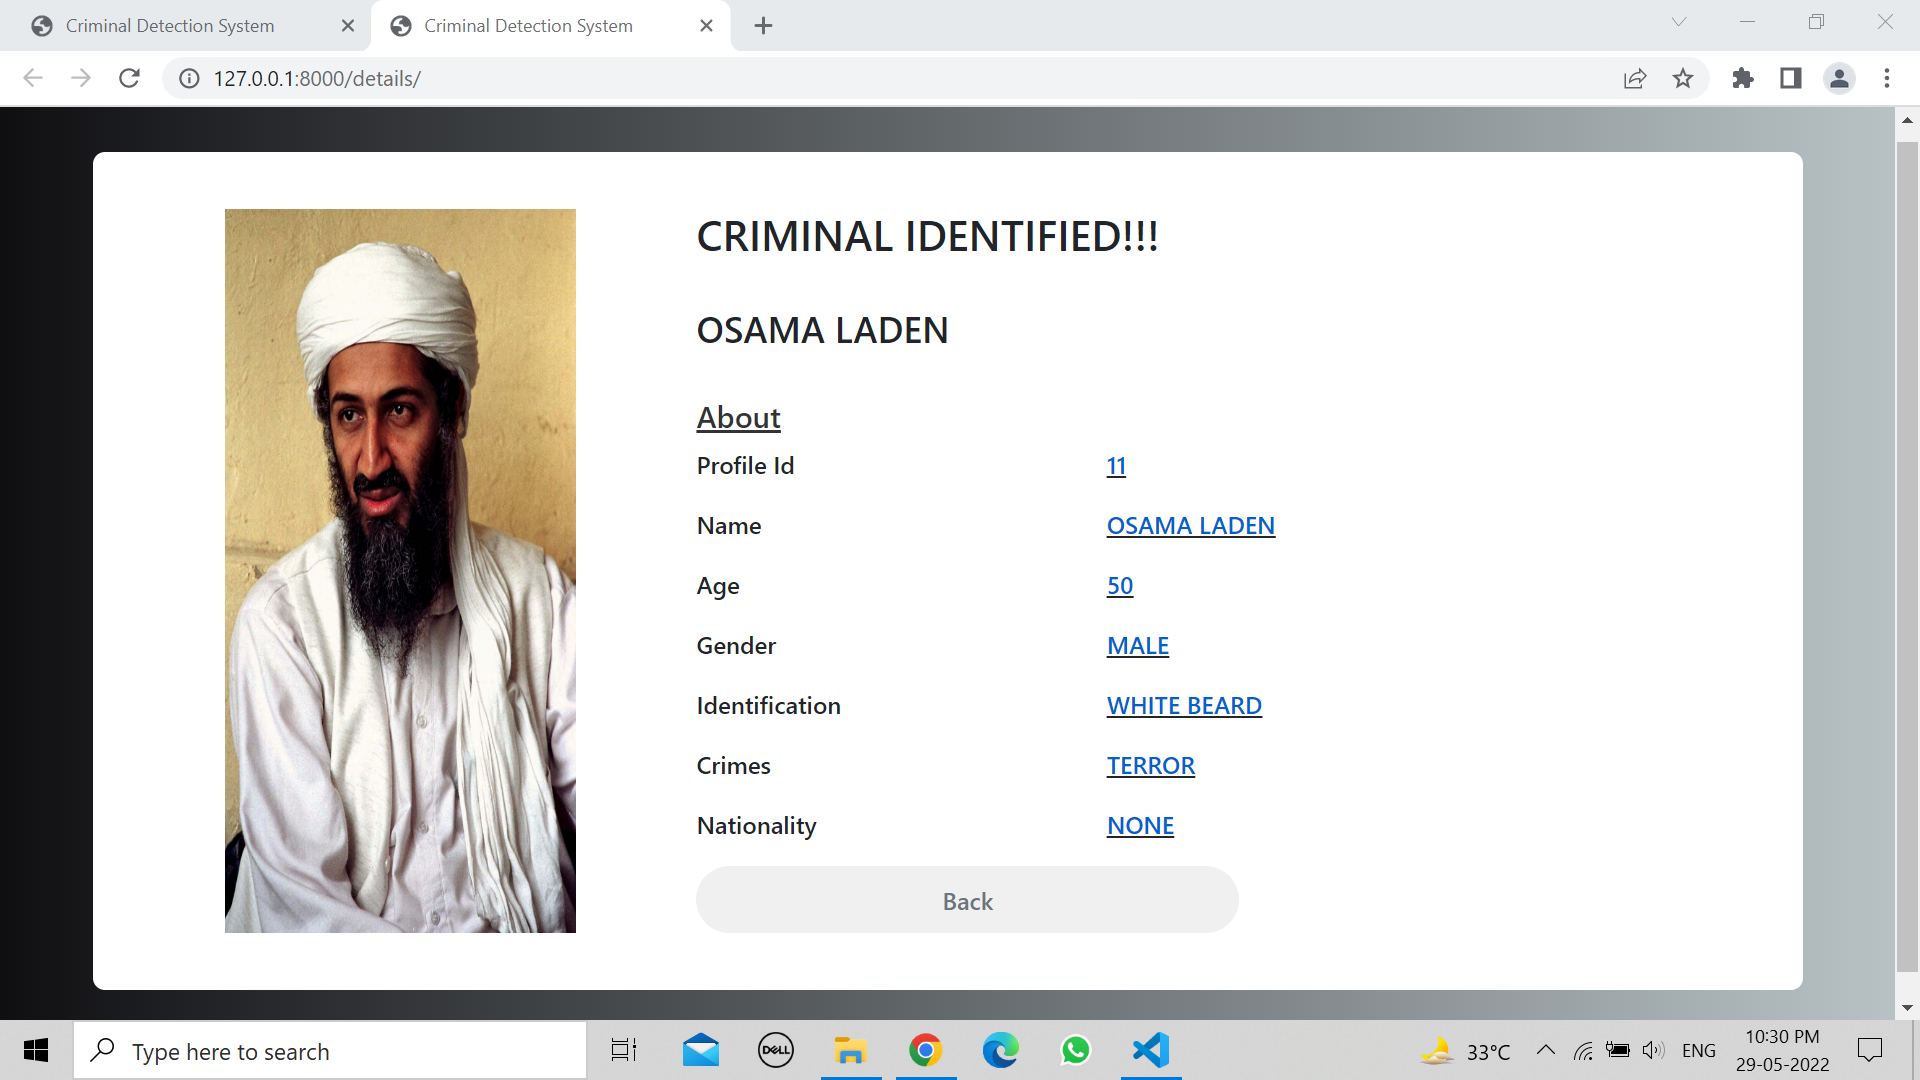 Criminal Detection System
Criminal Detection System
127.0.0.1:8000/details/
CRIMINAL IDENTIFIED!!!
OSAMA LADEN
About
Profile Id 11
Name OSAMA LADEN
Age 50
Gender MALE
Identification WHITE BEARD
Crimes TERROR
Nationality NONE
Back
Type here to search
DELL
33°C
ENG
10:30 PM
29-05-2022